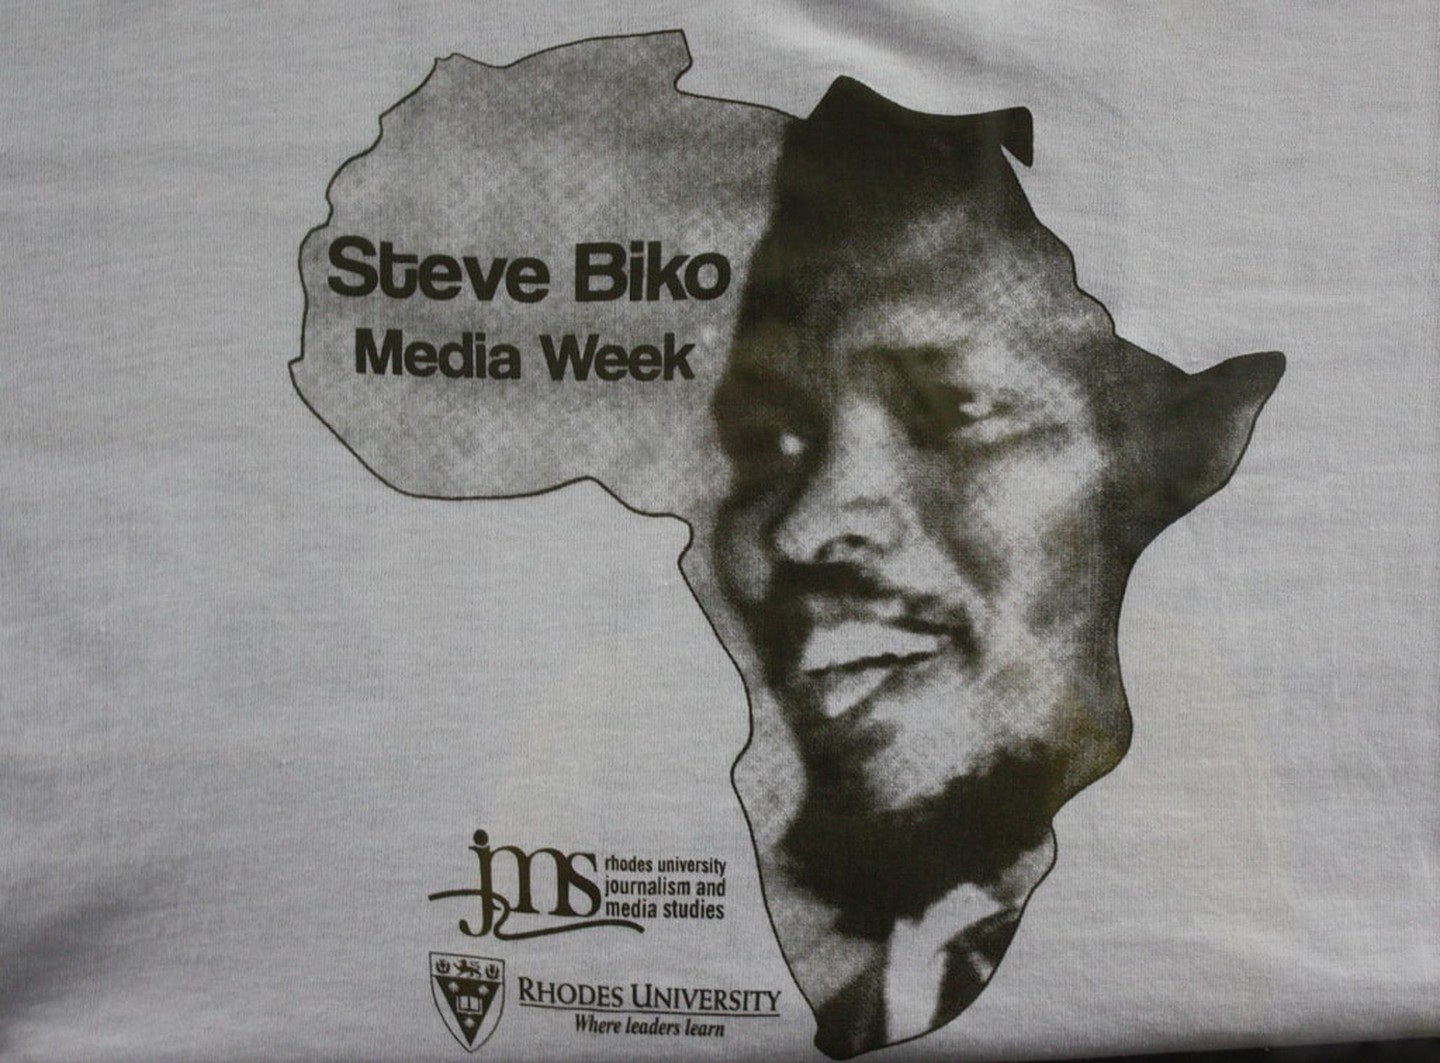 Steve Biko
Media Week
jms
rhodes university
journalism and
media studies
RHODES UNIVERSITY
Where leaders learn